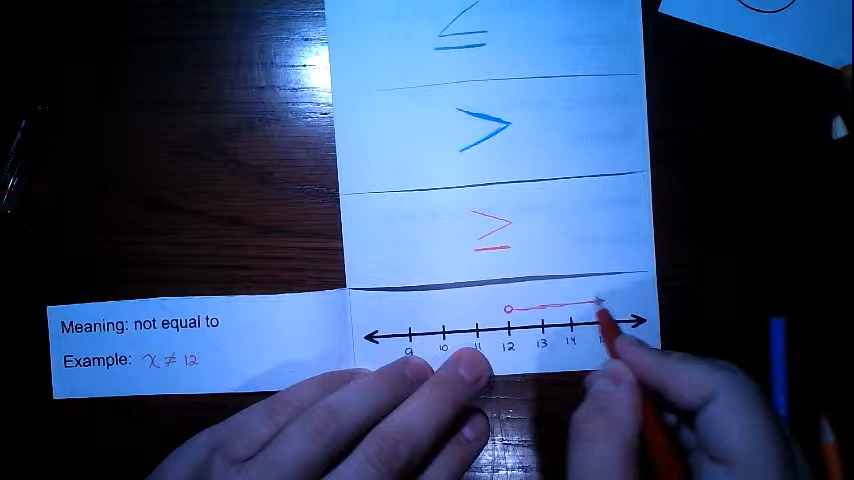 ≤
>
≥
Meaning: not equal to
Example: x ≠ 12
9 10 11 12 13 14